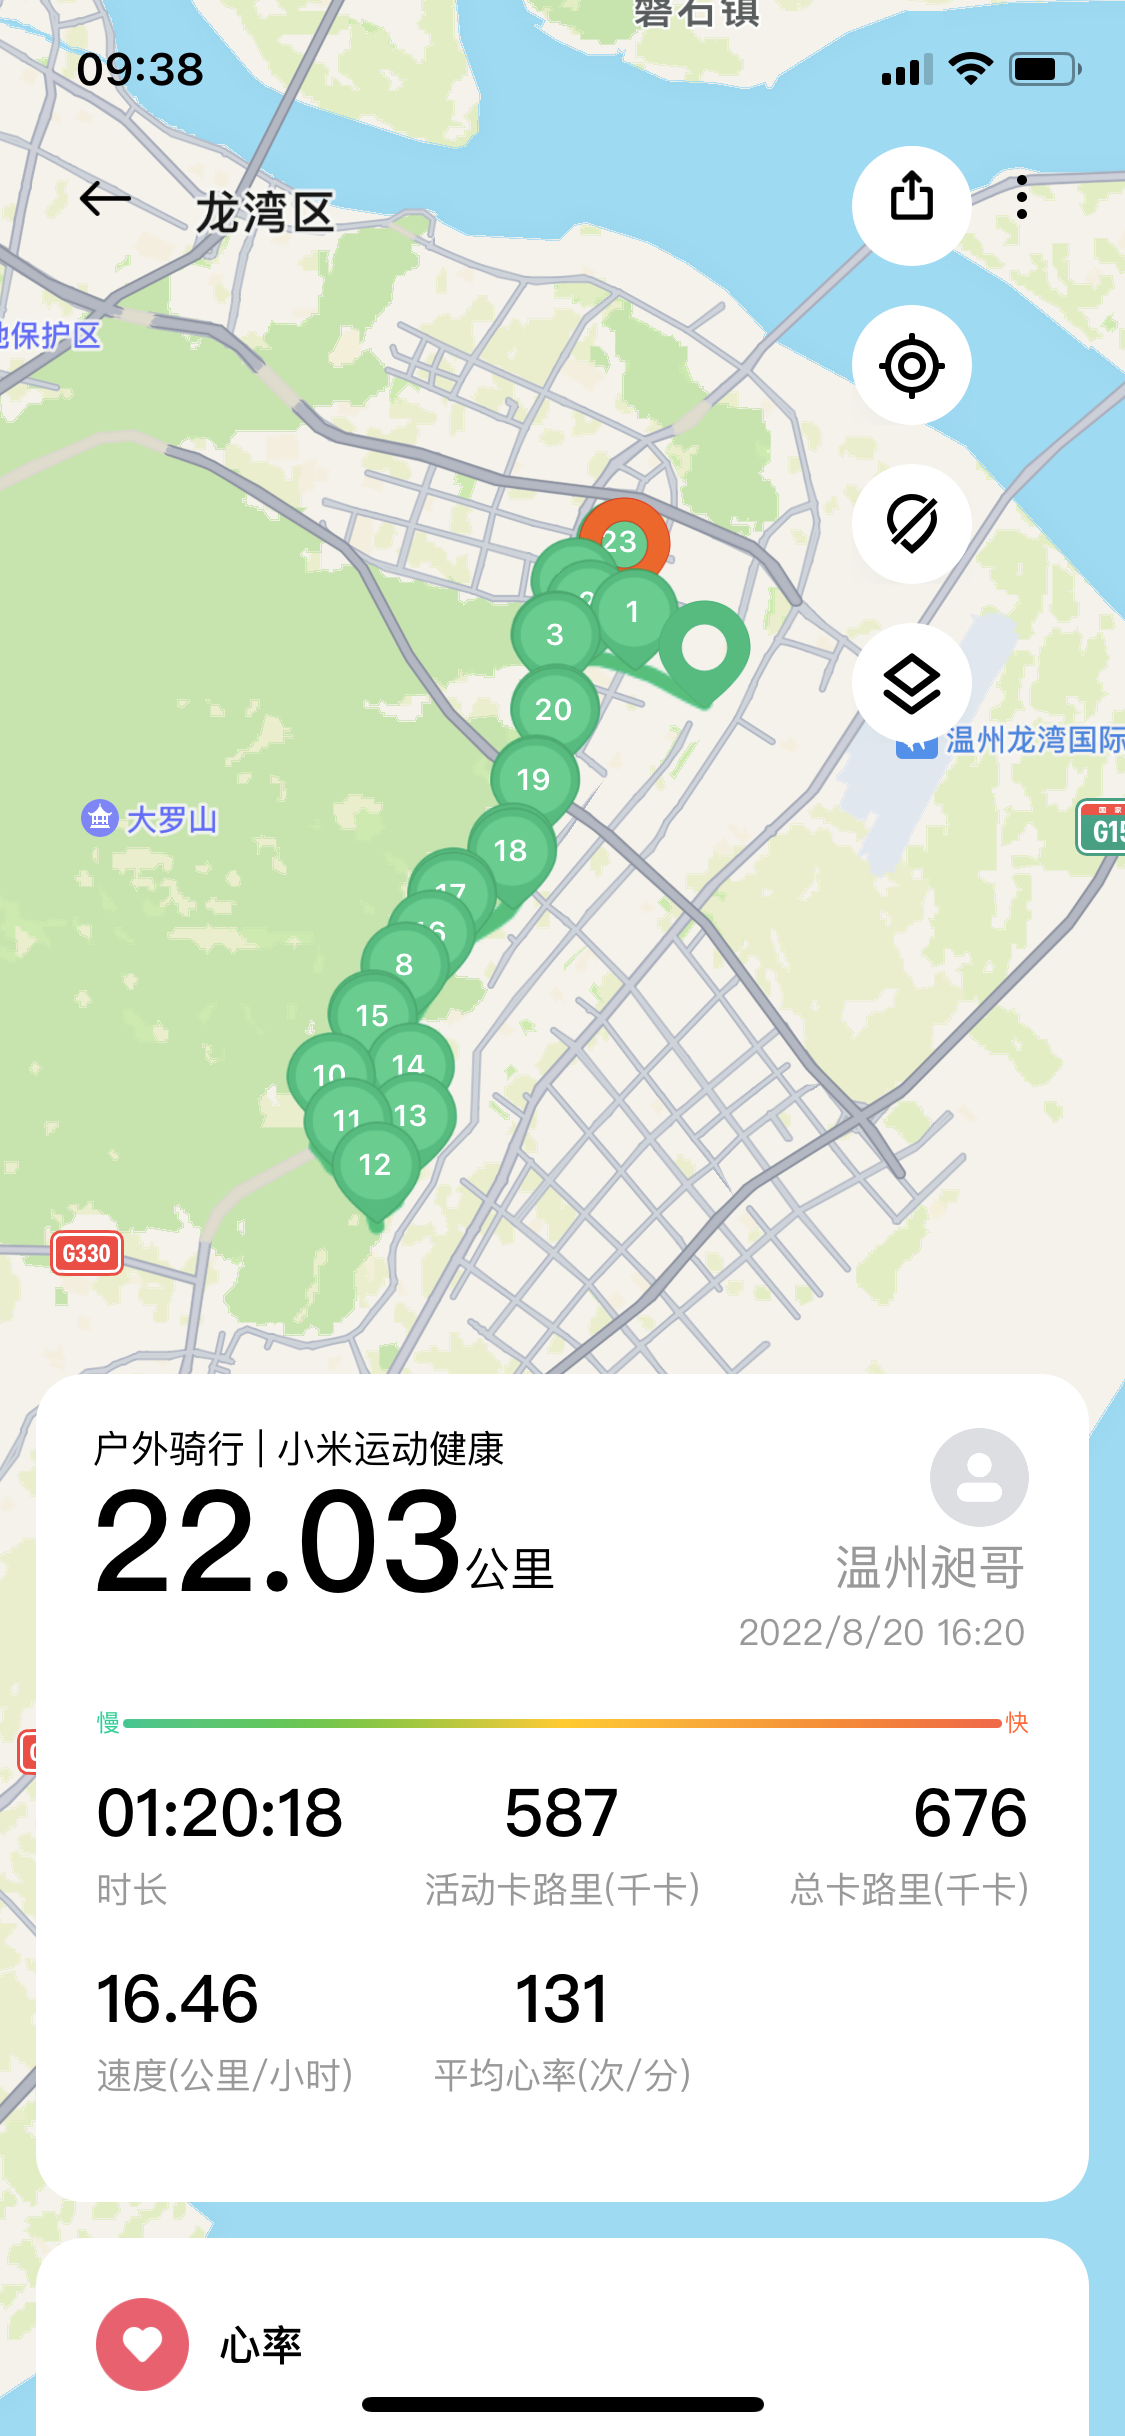 磐石镇
09:38
龙湾区
地保护区
23
1
3
20
19
18
17
16
8
15
14
10
13
11
12
大罗山
温州龙湾国际
国 家
G15
G330
户外骑行 | 小米运动健康
22.03公里
温州昶哥
2022/8/20 16:20
慢
快
01:20:18
587
676
时长
活动卡路里(千卡)
总卡路里(千卡)
16.46
131
速度(公里/小时)
平均心率(次/分)
心率